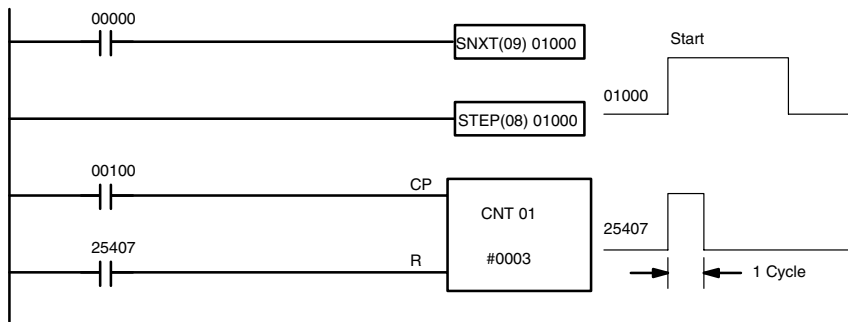 00000
SNXT(09) 01000
Start
01000
STEP(08) 01000
00100
CP
CNT 01
25407
25407
R
#0003
1 Cycle